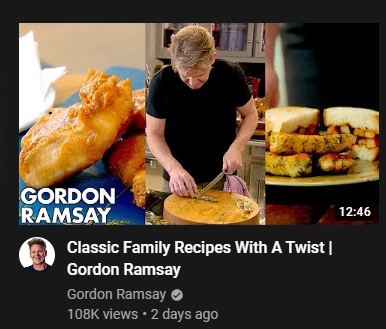 GORDON
RAMSAY
12:46
Classic Family Recipes With A Twist |
Gordon Ramsay
Gordon Ramsay
108K views • 2 days ago